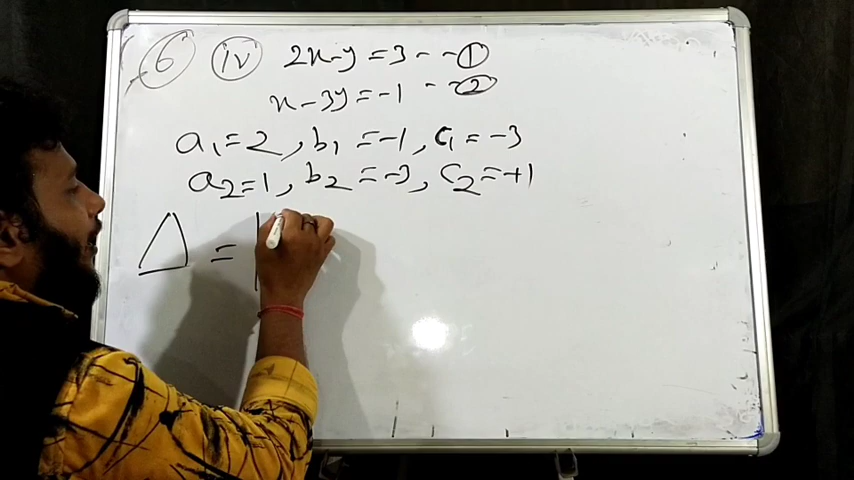 6 iv 2x-y=3--①
x-3y=-1--②
a₁=2, b₁=-1, c₁=-3
a₂=1, b₂=-3, c₂=+1
Δ = |